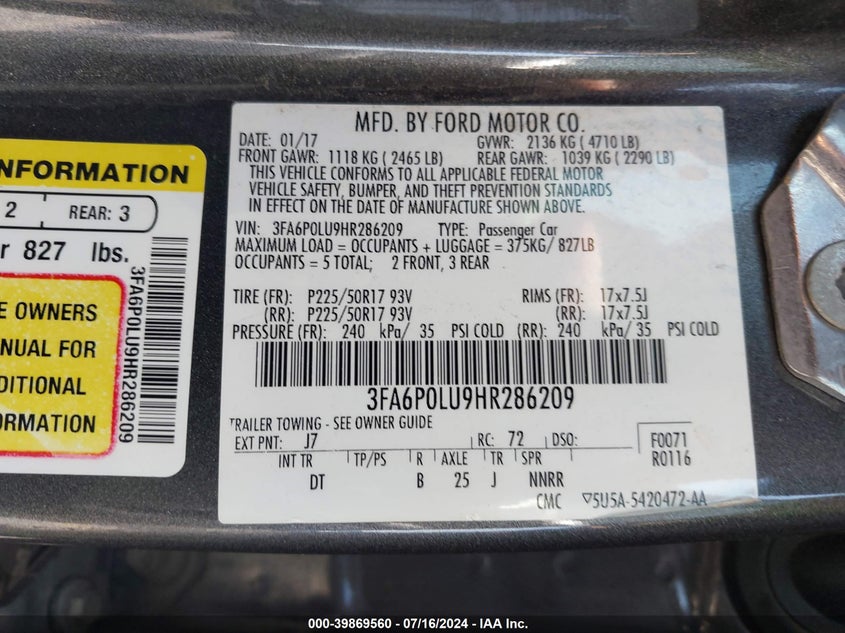 NFORMATION
2 REAR: 3
r 827 lbs.
E OWNERS
NUAL FOR
DITIONAL
ORMATION
3FA6P0LU9HR286209
MFD. BY FORD MOTOR CO.
DATE: 01/17 GVWR: 2136 KG ( 4710 LB)
FRONT GAWR: 1118 KG ( 2465 LB) REAR GAWR: 1039 KG ( 2290 LB)
THIS VEHICLE CONFORMS TO ALL APPLICABLE FEDERAL MOTOR
VEHICLE SAFETY, BUMPER, AND THEFT PREVENTION STANDARDS
IN EFFECT ON THE DATE OF MANUFACTURE SHOWN ABOVE.
VIN: 3FA6P0LU9HR286209 TYPE: Passenger Car
MAXIMUM LOAD = OCCUPANTS + LUGGAGE = 375KG/ 827LB
OCCUPANTS = 5 TOTAL; 2 FRONT, 3 REAR
TIRE (FR): P225/50R17 93V RIMS (FR): 17x7.5J
(RR): P225/50R17 93V (RR): 17x7.5J
PRESSURE (FR): 240 kPa/ 35 PSI COLD (RR): 240 kPa/ 35 PSI COLD
3FA6P0LU9HR286209
TRAILER TOWING - SEE OWNER GUIDE
EXT PNT: J7 RC: 72 DSO: F0071
INT TR TP/PS R AXLE TR SPR R0116
DT B 25 J NNRR
CMC 5U5A-5420472-AA
000-39869560 - 07/16/2024 - IAA Inc.